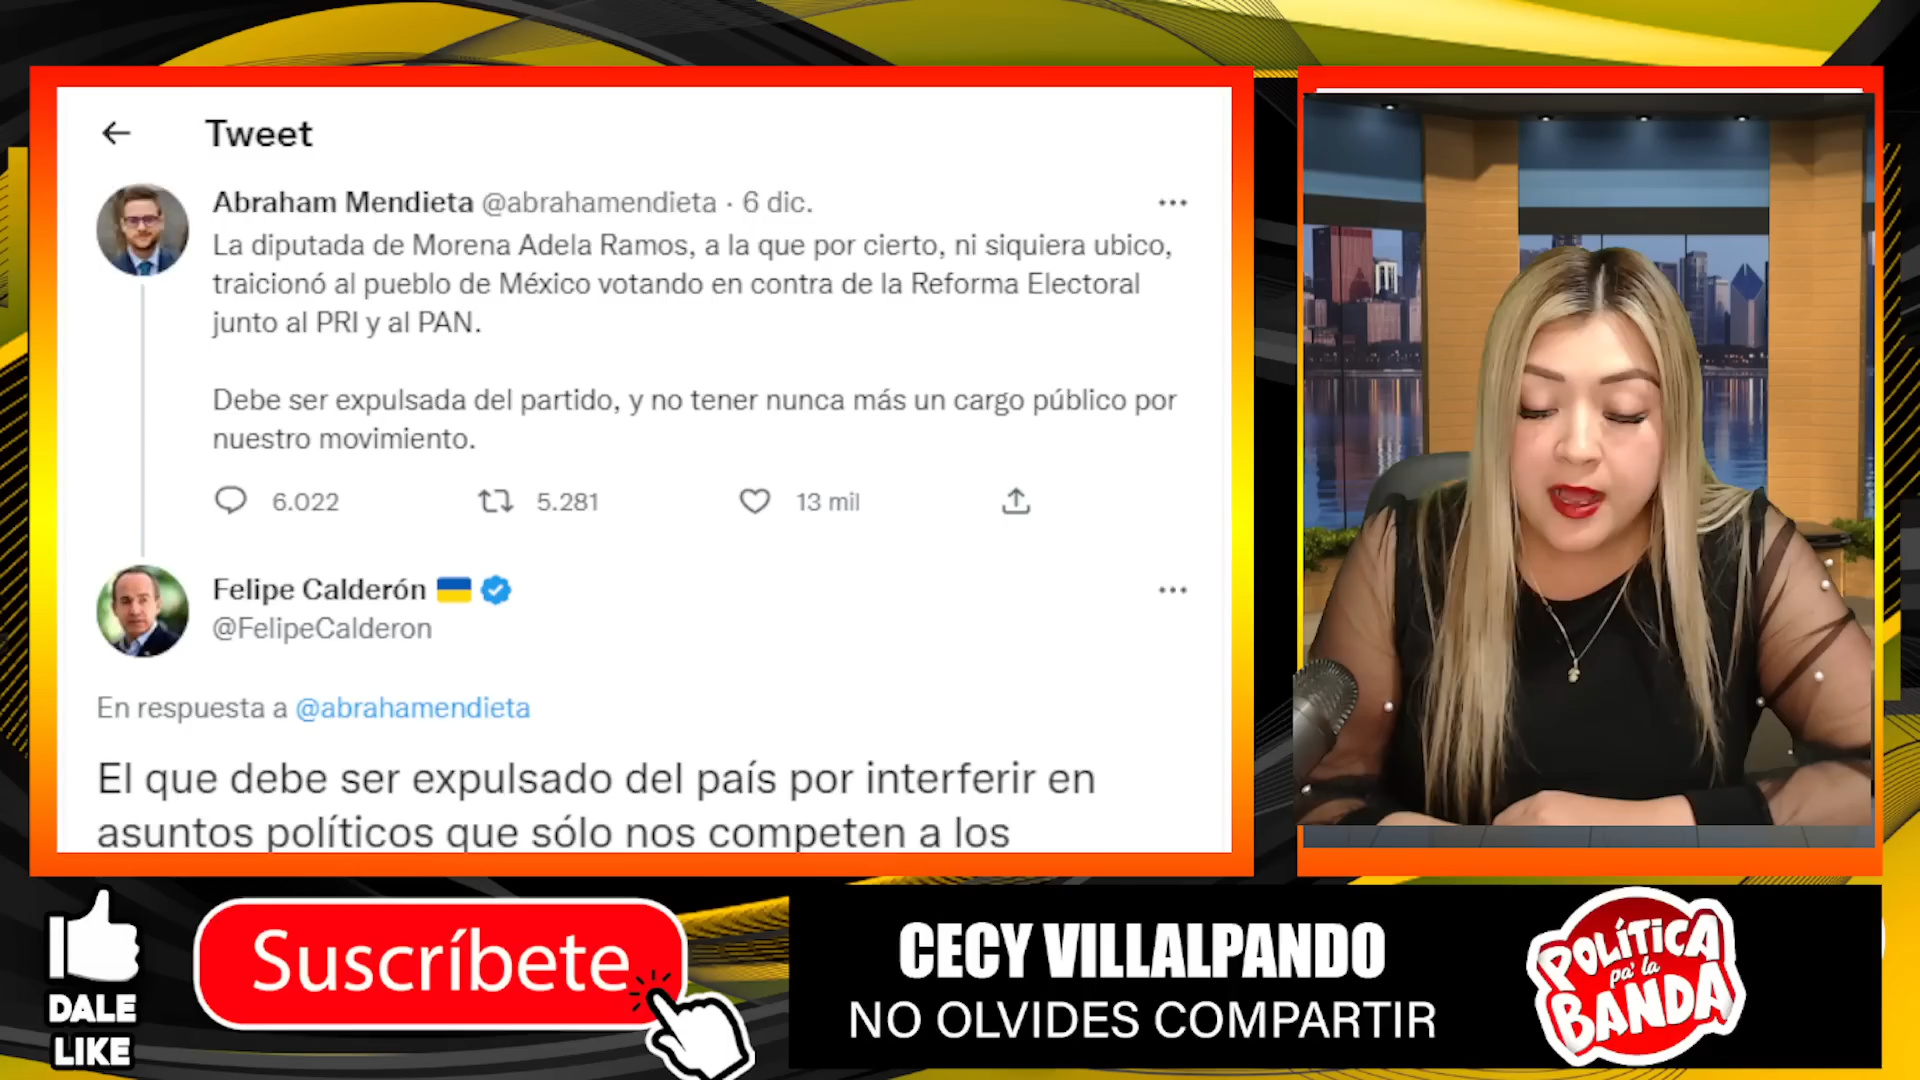 Tweet
Abraham Mendieta @abrahamendieta · 6 dic.
La diputada de Morena Adela Ramos, a la que por cierto, ni siquiera ubico,
traicionó al pueblo de México votando en contra de la Reforma Electoral
junto al PRI y al PAN.
Debe ser expulsada del partido, y no tener nunca más un cargo público por
nuestro movimiento.
6.022 5.281 13 mil
Felipe Calderón
@FelipeCalderon
En respuesta a @abrahamendieta
El que debe ser expulsado del país por interferir en
asuntos políticos que sólo nos competen a los
DALE
LIKE
Suscríbete
CECY VILLALPANDO
NO OLVIDES COMPARTIR
POLÍTICA
pa' la
BANDA